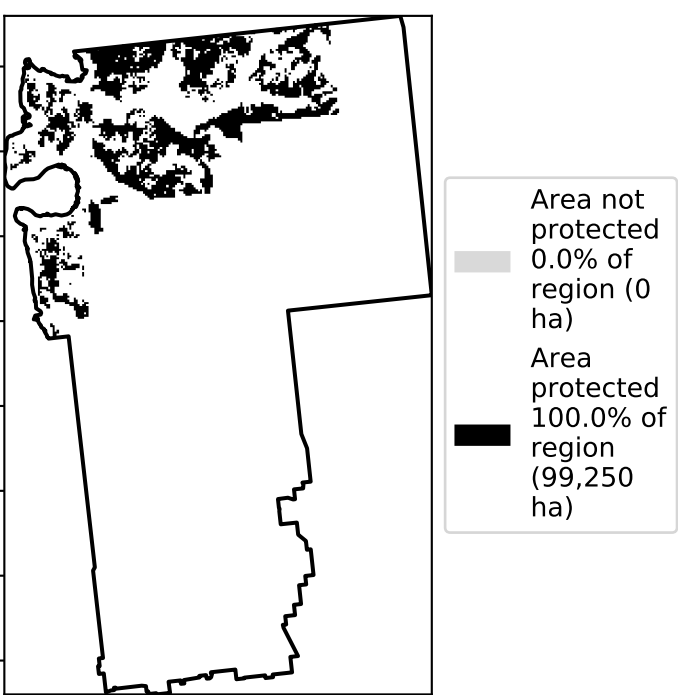 Area not
protected
0.0% of
region (0
ha)
Area
protected
100.0% of
region
(99,250
ha)